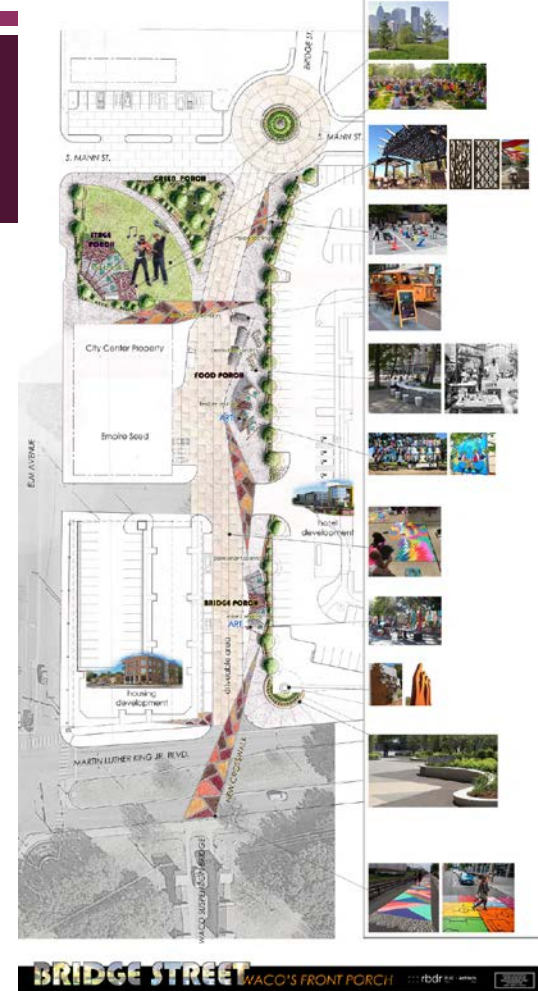 BRIDGE ST.
S. MANN ST.
S. MANN ST.
GREEN PORCH
STAGE
PORCH
City Center Property
FOOD PORCH
ART
Empire Seed
ELM AVENUE
hotel
development
BRIDGE PORCH
ART
driveable area
housing
development
MARTIN LUTHER KING JR. BLVD.
NEW CROSSWALK
WACO SUSPENSION BRIDGE
BRIDGE STREET WACO'S FRONT PORCH
rbdr